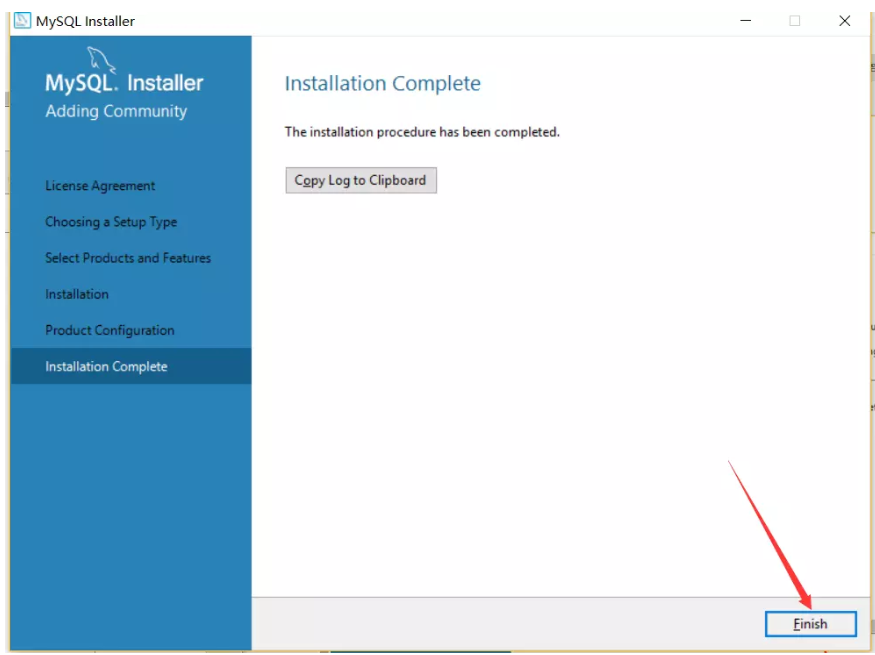 MySQL Installer
MySQL. Installer
Adding Community
License Agreement
Choosing a Setup Type
Select Products and Features
Installation
Product Configuration
Installation Complete
Installation Complete
The installation procedure has been completed.
Copy Log to Clipboard
Finish